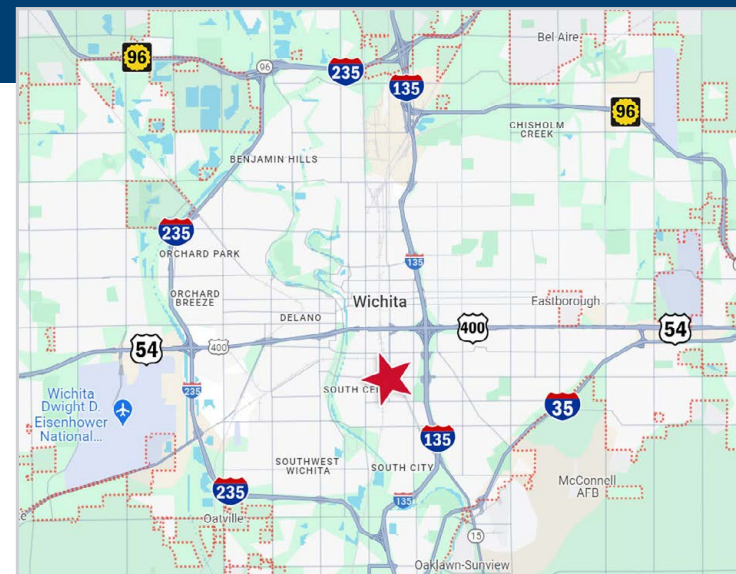 Bel Aire
96
96
235
135
96
CHISHOLM
CREEK
BENJAMIN HILLS
235
ORCHARD PARK
135
ORCHARD
BREEZE
Wichita
Eastborough
DELANO
400
54
54
400
Wichita
Dwight D.
Eisenhower
National...
235
SOUTH
35
135
SOUTHWEST
WICHITA
SOUTH CITY
McConnell
AFB
235
135
Oatville
15
Oaklawn-Sunview